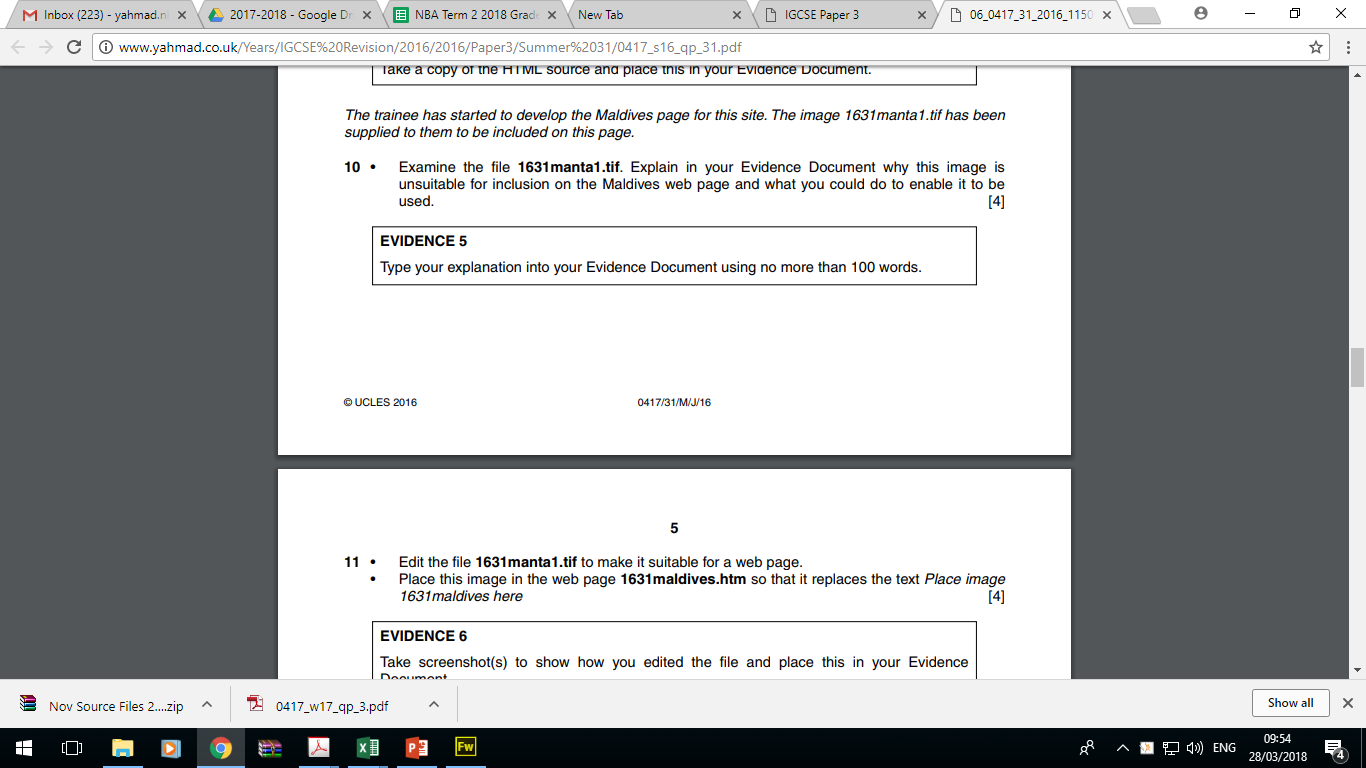 Inbox (223) - yahmad.n
2017-2018 - Google D
NBA Term 2 2018 Grad
New Tab
IGCSE Paper 3
06_0417_31_2016_1150
www.yahmad.co.uk/Years/IGCSE%20Revision/2016/2016/Paper3/Summer%2031/0417_s16_qp_31.pdf
Take a copy of the HTML source and place this in your Evidence Document.
The trainee has started to develop the Maldives page for this site. The image 1631manta1.tif has been
supplied to them to be included on this page.
10 • Examine the file 1631manta1.tif. Explain in your Evidence Document why this image is
unsuitable for inclusion on the Maldives web page and what you could do to enable it to be
used. [4]
EVIDENCE 5
Type your explanation into your Evidence Document using no more than 100 words.
© UCLES 2016 0417/31/M/J/16
5
11 • Edit the file 1631manta1.tif to make it suitable for a web page.
• Place this image in the web page 1631maldives.htm so that it replaces the text Place image
1631maldives here [4]
EVIDENCE 6
Take screenshot(s) to show how you edited the file and place this in your Evidence
Document.
Nov Source Files 2....zip
0417_w17_qp_3.pdf
Show all
Fw
ENG
09:54
28/03/2018
4